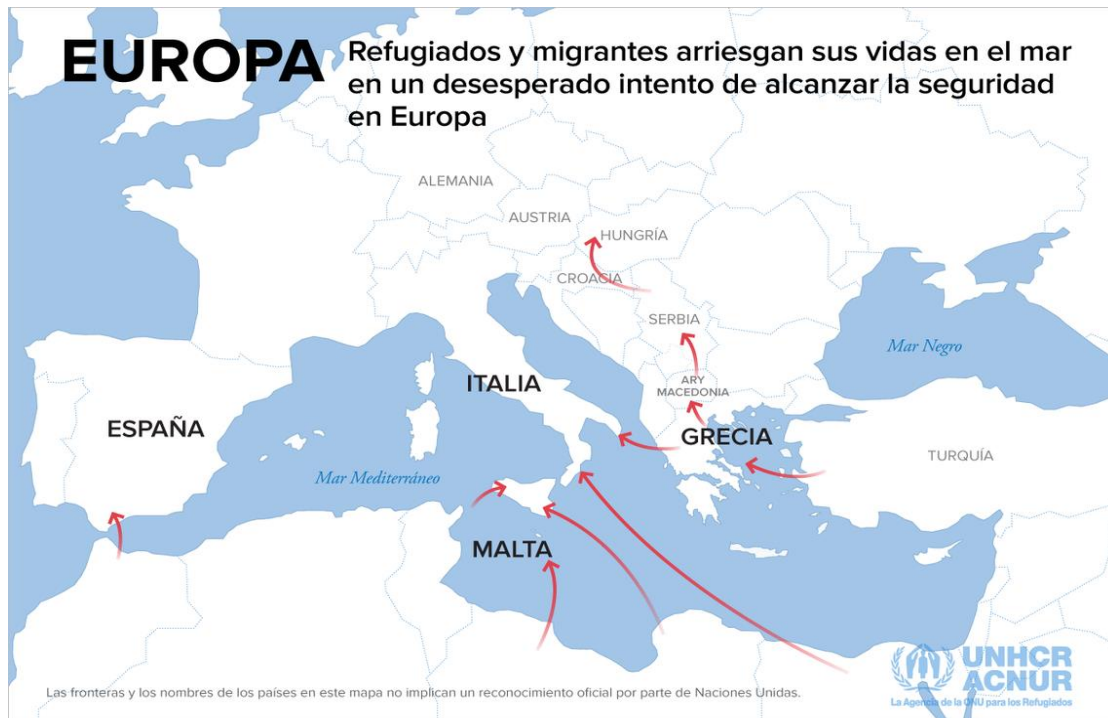 EUROPA
Refugiados y migrantes arriesgan sus vidas en el mar
en un desesperado intento de alcanzar la seguridad
en Europa
ALEMANIA
AUSTRIA
HUNGRÍA
CROACIA
SERBIA
Mar Negro
ARY
MACEDONIA
ITALIA
ESPAÑA
GRECIA
TURQUÍA
Mar Mediterráneo
MALTA
UNHCR
ACNUR
La Agencia de la ONU para los Refugiados
Las fronteras y los nombres de los países en este mapa no implican un reconocimiento oficial por parte de Naciones Unidas.